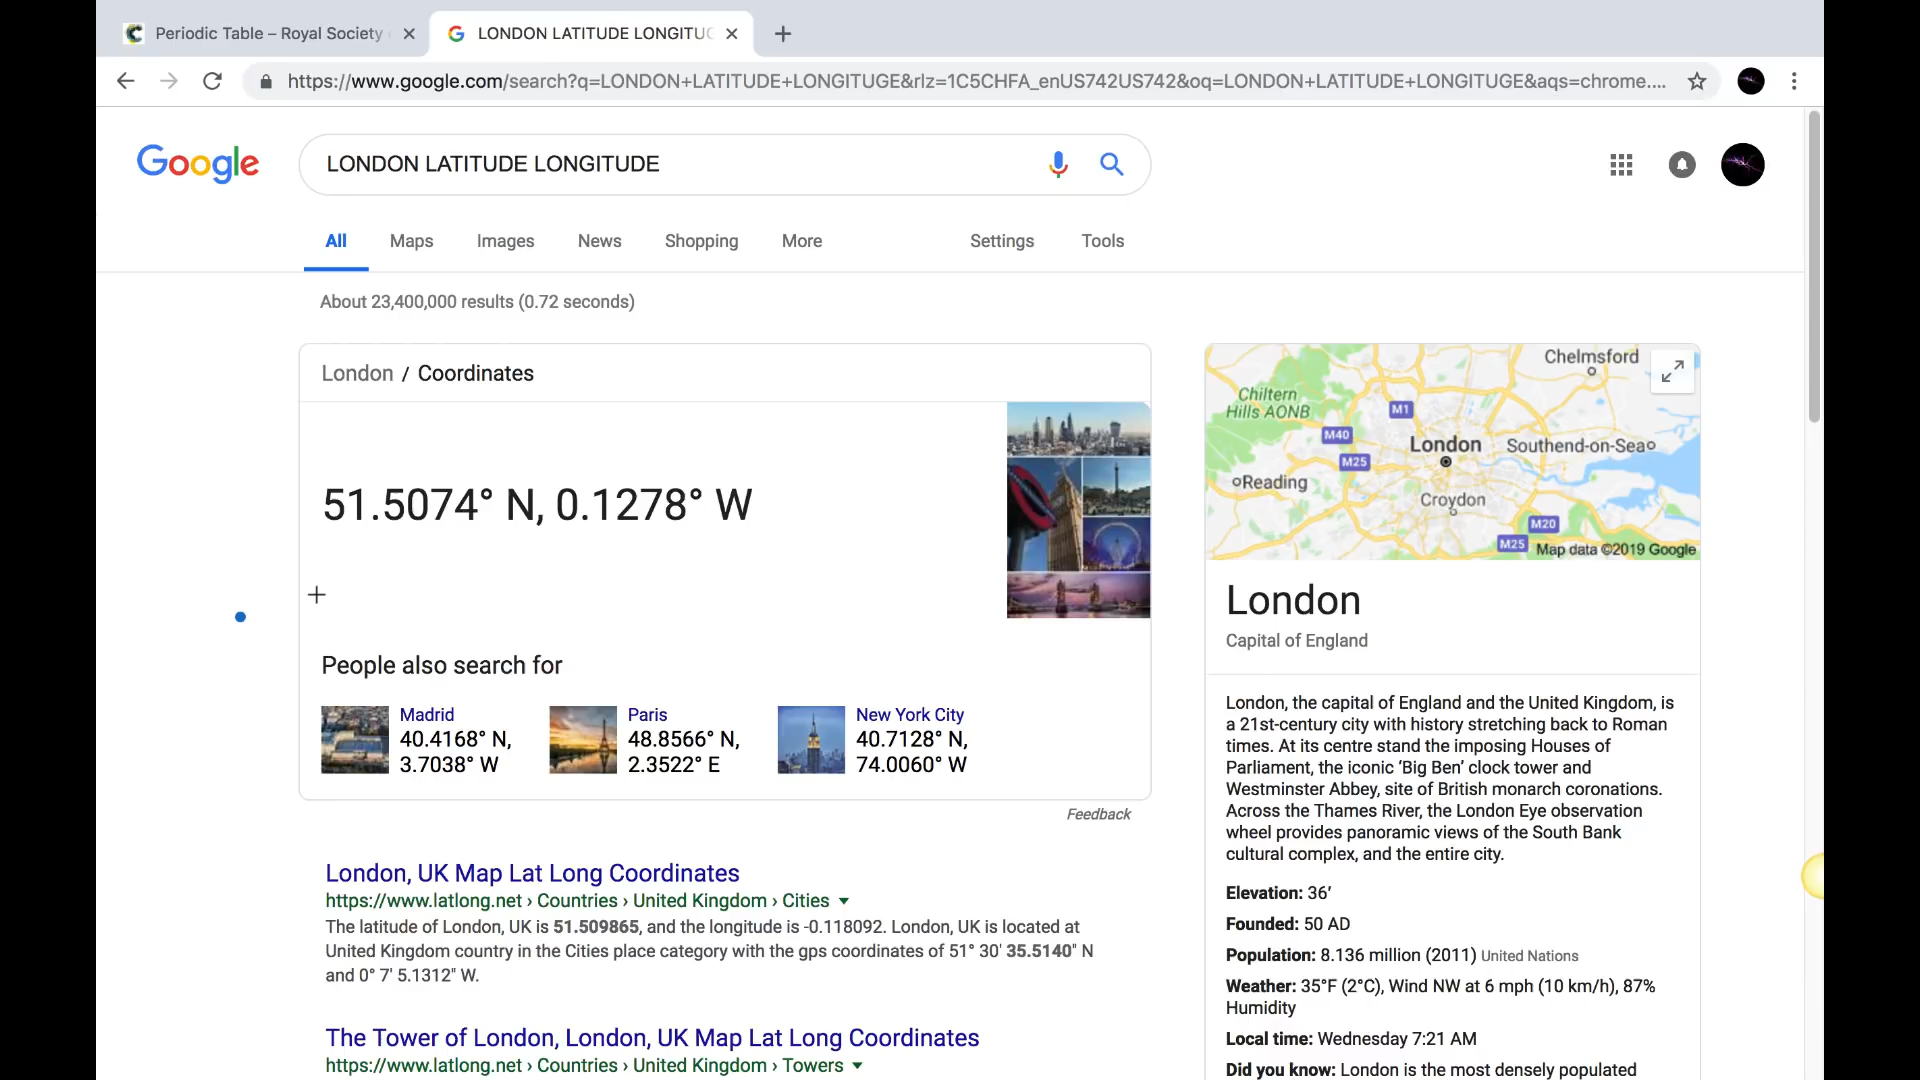 Periodic Table – Royal Society
LONDON LATITUDE LONGITUG
https://www.google.com/search?q=LONDON+LATITUDE+LONGITUGE&rlz=1C5CHFA_enUS742US742&oq=LONDON+LATITUDE+LONGITUGE&aqs=chrome....
Google
LONDON LATITUDE LONGITUDE
All Maps Images News Shopping More Settings Tools
About 23,400,000 results (0.72 seconds)
London / Coordinates
51.5074° N, 0.1278° W
People also search for
Madrid
40.4168° N,
3.7038° W
Paris
48.8566° N,
2.3522° E
New York City
40.7128° N,
74.0060° W
Feedback
London, UK Map Lat Long Coordinates
https://www.latlong.net › Countries › United Kingdom › Cities
The latitude of London, UK is 51.509865, and the longitude is -0.118092. London, UK is located at
United Kingdom country in the Cities place category with the gps coordinates of 51° 30' 35.5140" N
and 0° 7' 5.1312" W.
The Tower of London, London, UK Map Lat Long Coordinates
https://www.latlong.net › Countries › United Kingdom › Towers
Chelmsford
Chiltern
Hills AONB
M1
M40
London
Southend-on-Sea
M25
Reading
Croydon
M20
M25
Map data ©2019 Google
London
Capital of England
London, the capital of England and the United Kingdom, is
a 21st-century city with history stretching back to Roman
times. At its centre stand the imposing Houses of
Parliament, the iconic ‘Big Ben’ clock tower and
Westminster Abbey, site of British monarch coronations.
Across the Thames River, the London Eye observation
wheel provides panoramic views of the South Bank
cultural complex, and the entire city.
Elevation: 36′
Founded: 50 AD
Population: 8.136 million (2011) United Nations
Weather: 35°F (2°C), Wind NW at 6 mph (10 km/h), 87%
Humidity
Local time: Wednesday 7:21 AM
Did you know: London is the most densely populated